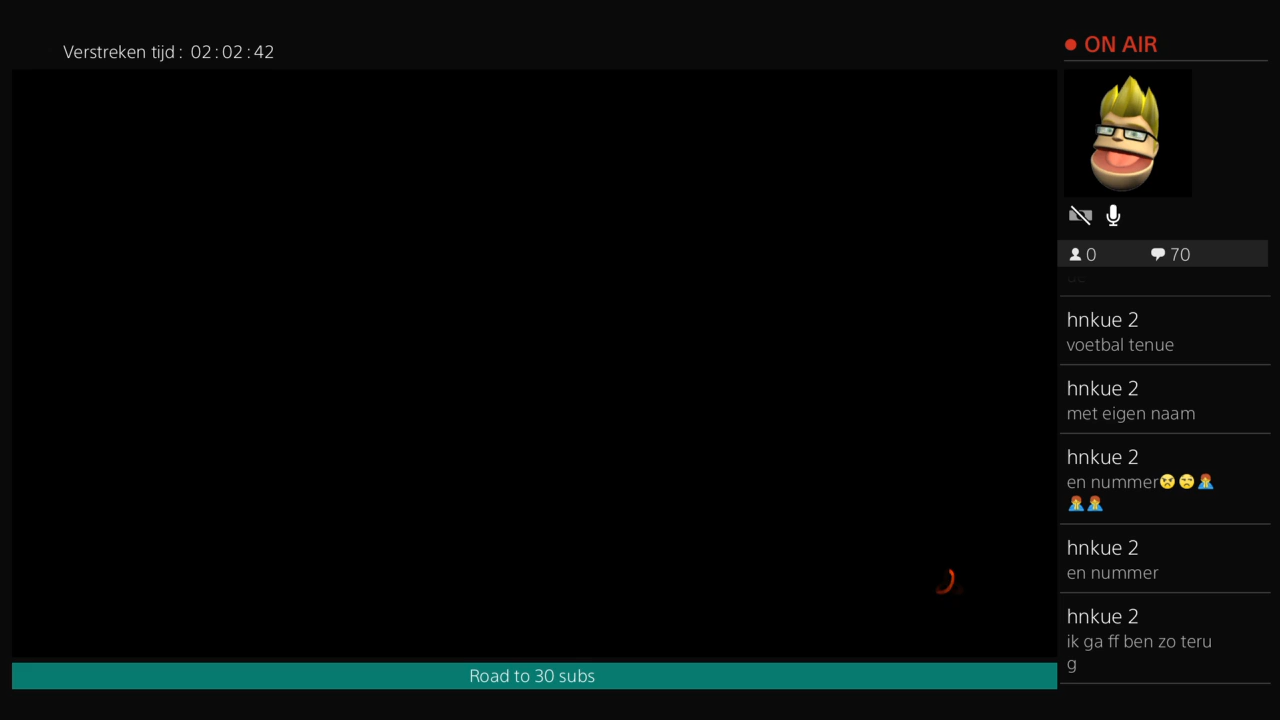 Verstreken tijd : 02 : 02 : 42
ON AIR
0
70
hnkue 2
voetbal tenue
hnkue 2
met eigen naam
hnkue 2
en nummer😣😒🤦
🤦🤦
hnkue 2
en nummer
hnkue 2
ik ga ff ben zo teru
g
Road to 30 subs